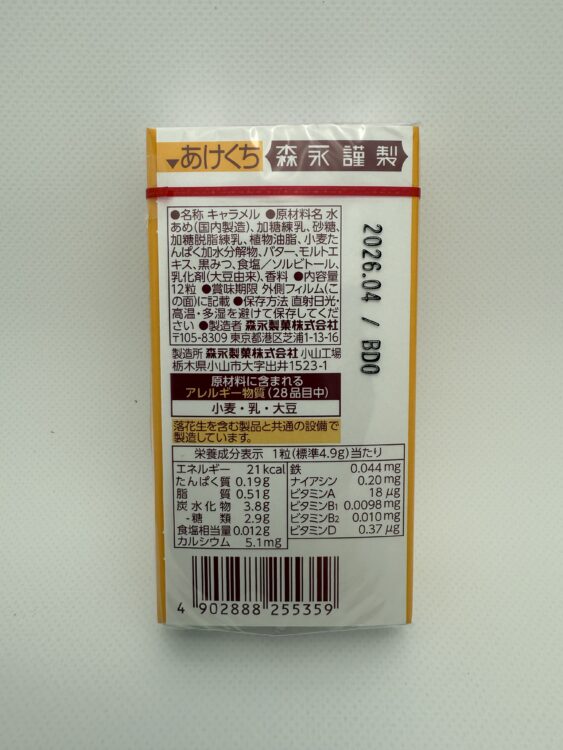 ▼あけくち 森永謹製
●名称 キャラメル ●原材料名 水
あめ(国内製造)、加糖練乳、砂糖、
加糖脱脂練乳、植物油脂、小麦た
んぱく加水分解物、バター、モルトエ
キス、黒みつ、食塩/ソルビトール、
乳化剤(大豆由来)、香料 ●内容量
12粒 ●賞味期限 外側フィルム(こ
の面)に記載 ●保存方法 直射日光・
高温・多湿を避けて保存してくだ
さい ●製造者 森永製菓株式会社
〒105-8309 東京都港区芝浦1-13-16
2026.04 / BDO
製造所 森永製菓株式会社 小山工場
栃木県小山市大字出井1523-1
原材料に含まれる
アレルギー物質(28品目中)
小麦・乳・大豆
落花生を含む製品と共通の設備で
製造しています。
栄養成分表示 1粒(標準4.9g)当たり
エネルギー 21kcal
たんぱく質 0.19g
脂質 0.51g
炭水化物 3.8g
-糖類 2.9g
食塩相当量 0.012g
カルシウム 5.1mg
鉄 0.044mg
ナイアシン 0.20mg
ビタミンA 18μg
ビタミンB1 0.0098mg
ビタミンB2 0.010mg
ビタミンD 0.37μg
4 902888 255359